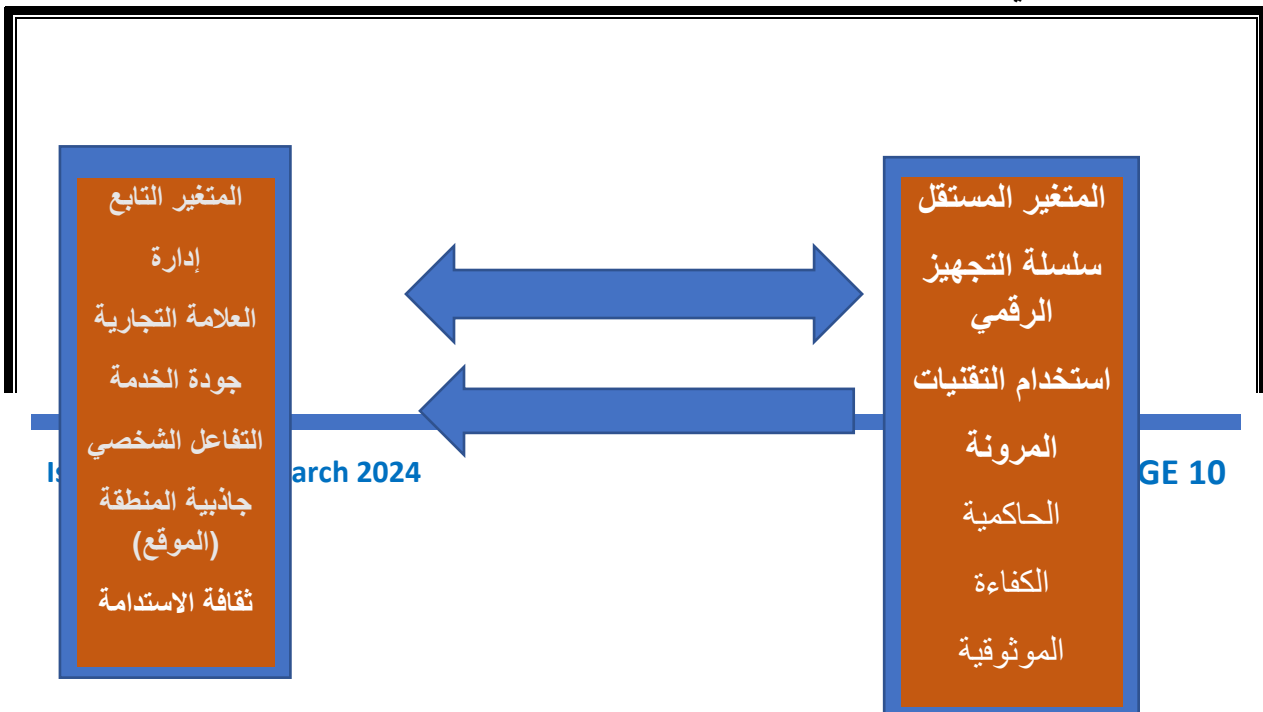 المتغير المستقل
سلسلة التجهيز
الرقمي
استخدام التقنيات
المرونة
الحاكمية
الكفاءة
الموثوقية
المتغير التابع
إدارة
العلامة التجارية
جودة الخدمة
التفاعل الشخصي
جاذبية المنطقة
(الموقع)
ثقافة الاستدامة
arch 2024
GE 10